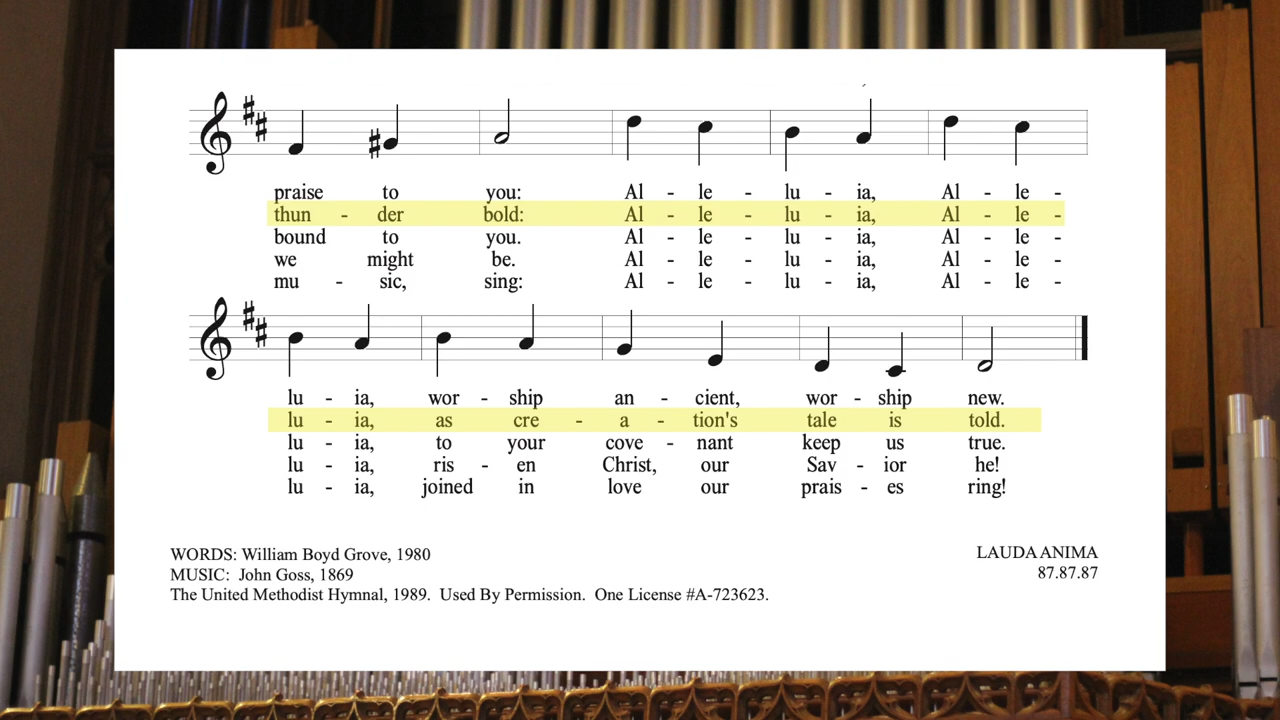 praise to you: Al - le - lu - ia, Al - le -
thun - der bold: Al - le - lu - ia, Al - le -
bound to you. Al - le - lu - ia, Al - le -
we might be. Al - le - lu - ia, Al - le -
mu - sic, sing: Al - le - lu - ia, Al - le -
lu - ia, wor - ship an - cient, wor - ship new.
lu - ia, as cre - a - tion's tale is told.
lu - ia, to your cove - nant keep us true.
lu - ia, ris - en Christ, our Sav - ior he!
lu - ia, joined in love our prais - es ring!
WORDS: William Boyd Grove, 1980
MUSIC: John Goss, 1869
The United Methodist Hymnal, 1989. Used By Permission. One License #A-723623.
LAUDA ANIMA
87.87.87